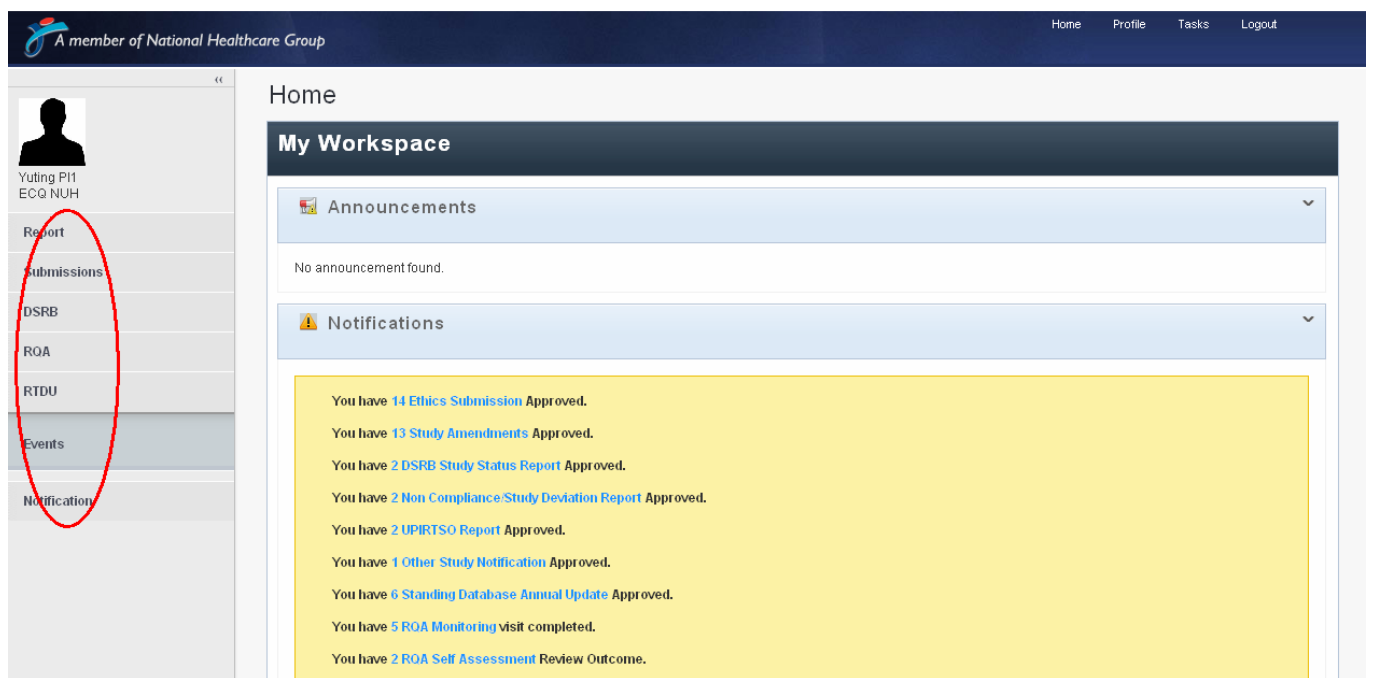 A member of National Healthcare Group
Home Profile Tasks Logout
‹‹
Yuting PI1
ECQ NUH
Report
Submissions
DSRB
RQA
RTDU
Events
Notification
Home
My Workspace
Announcements
No announcement found.
Notifications
You have 14 Ethics Submission Approved.
You have 13 Study Amendments Approved.
You have 2 DSRB Study Status Report Approved.
You have 2 Non Compliance/Study Deviation Report Approved.
You have 2 UPIRTSO Report Approved.
You have 1 Other Study Notification Approved.
You have 6 Standing Database Annual Update Approved.
You have 5 RQA Monitoring visit completed.
You have 2 RQA Self Assessment Review Outcome.